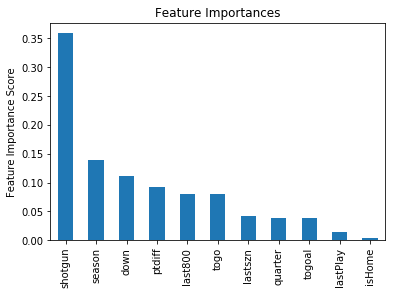 Feature Importances
Feature Importance Score
0.35
0.30
0.25
0.20
0.15
0.10
0.05
0.00
shotgun
season
down
ptdiff
last800
togo
lastszn
quarter
togoal
lastPlay
isHome